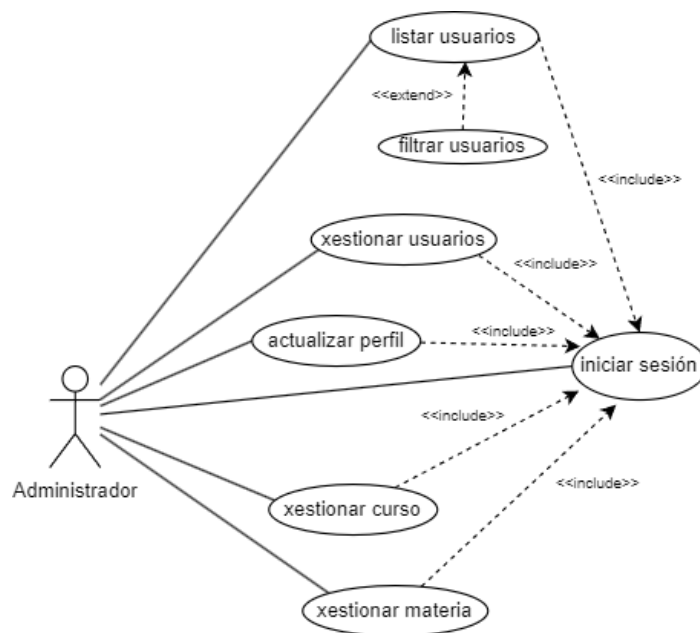 listar usuarios
<<extend>>
filtrar usuarios
<<include>>
xestionar usuarios
<<include>>
actualizar perfil
<<include>>
iniciar sesión
<<include>>
Administrador
<<include>>
xestionar curso
xestionar materia